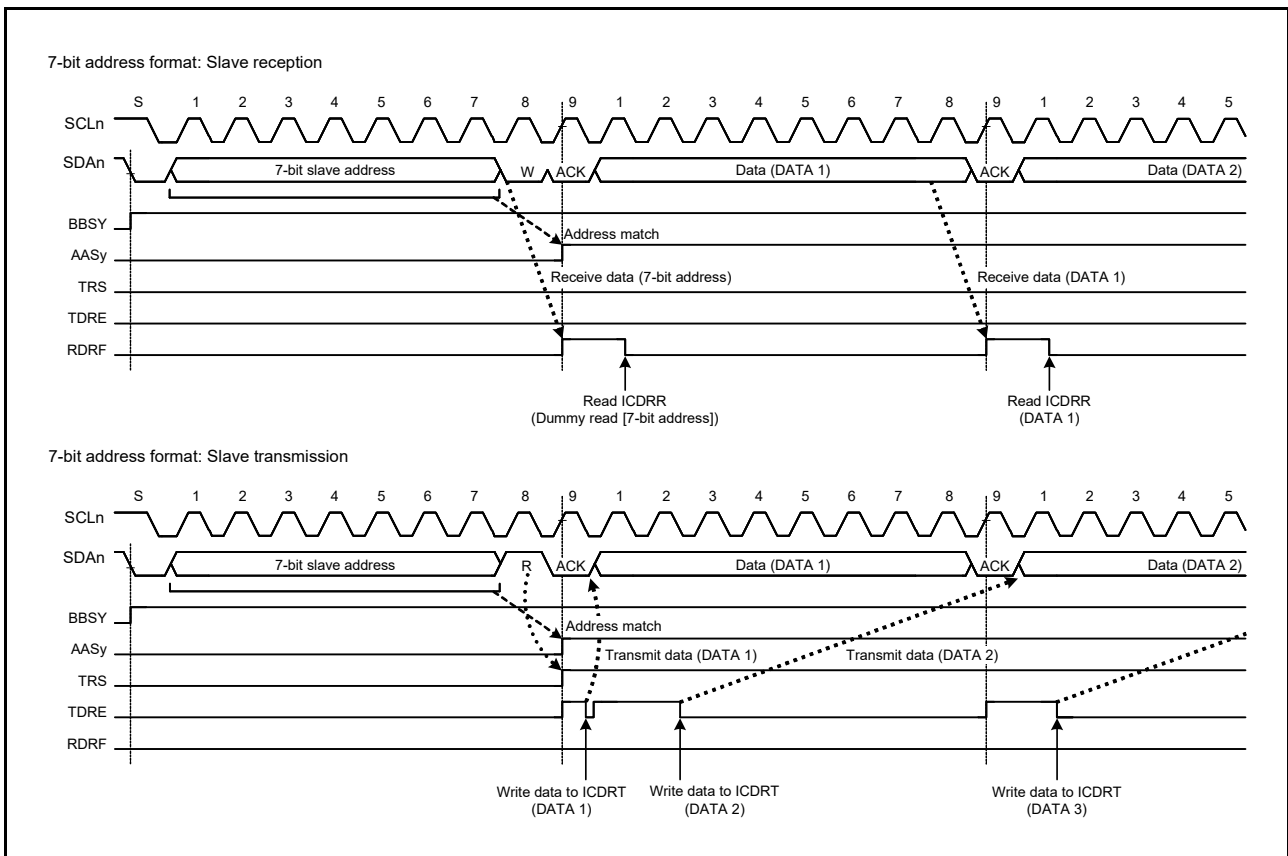 7-bit address format: Slave reception
S 1 2 3 4 5 6 7 8 9 1 2 3 4 5 6 7 8 9 1 2 3 4 5
SCLn
SDAn 7-bit slave address W ACK Data (DATA 1) ACK Data (DATA 2)
BBSY
Address match
AASy
Receive data (7-bit address) Receive data (DATA 1)
TRS
TDRE
RDRF
Read ICDRR Read ICDRR
(Dummy read [7-bit address]) (DATA 1)
7-bit address format: Slave transmission
S 1 2 3 4 5 6 7 8 9 1 2 3 4 5 6 7 8 9 1 2 3 4 5
SCLn
SDAn 7-bit slave address R ACK Data (DATA 1) ACK Data (DATA 2)
BBSY
Address match
AASy
Transmit data (DATA 1) Transmit data (DATA 2)
TRS
TDRE
RDRF
Write data to ICDRT Write data to ICDRT Write data to ICDRT
(DATA 1) (DATA 2) (DATA 3)